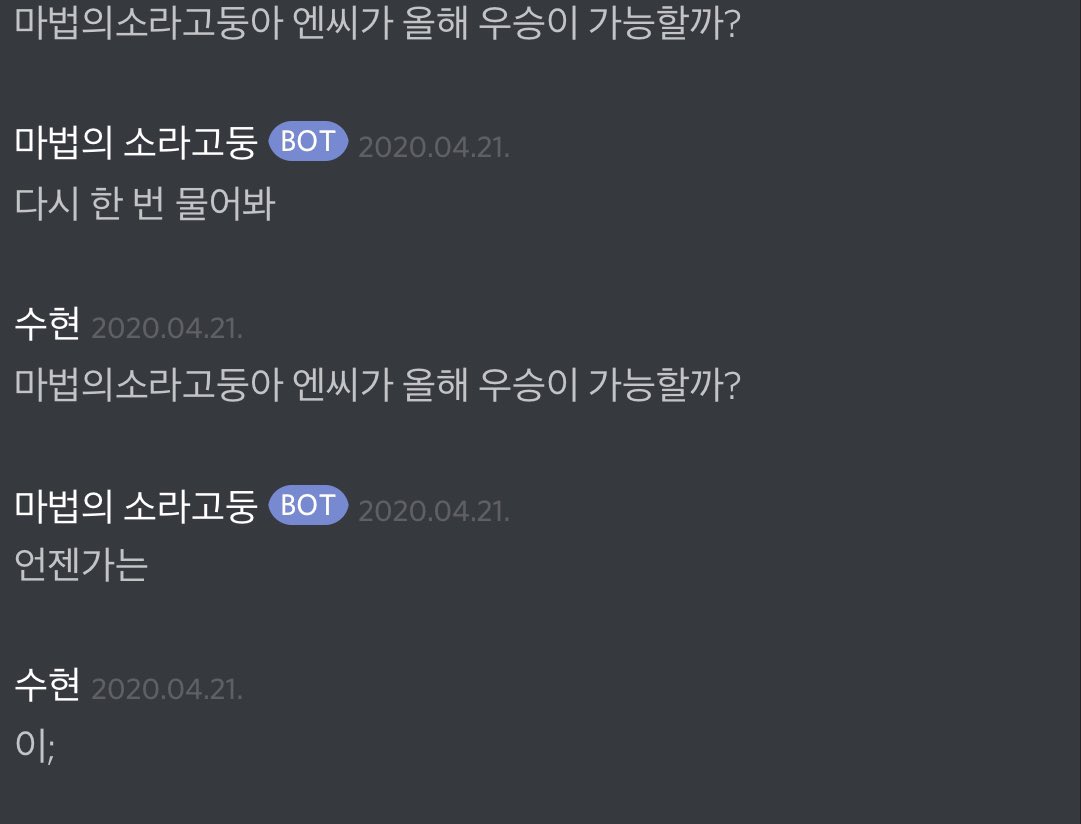 마법의소라고둥아 엔씨가 올해 우승이 가능할까?
마법의 소라고둥 BOT 2020.04.21.
다시 한 번 물어봐
수현 2020.04.21.
마법의소라고둥아 엔씨가 올해 우승이 가능할까?
마법의 소라고둥 BOT 2020.04.21.
언젠가는
수현 2020.04.21.
이;